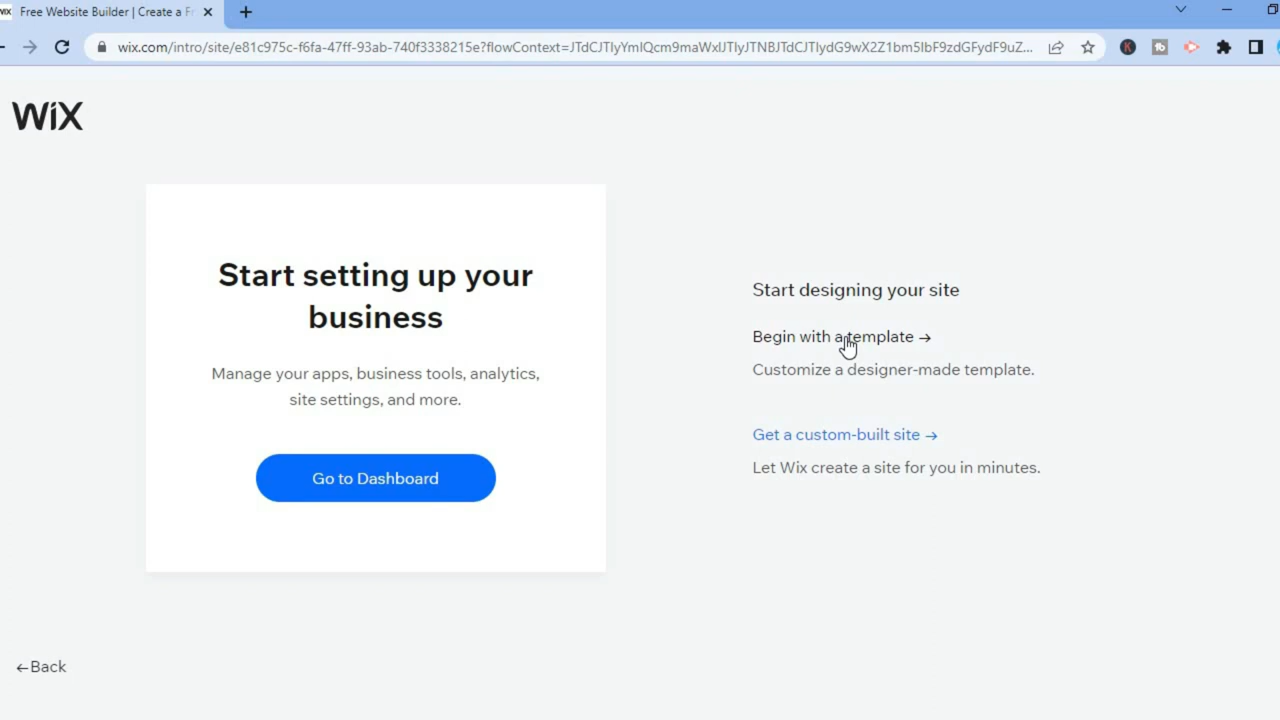 WIX Free Website Builder | Create a Fr
wix.com/intro/site/e81c975c-f6fa-47ff-93ab-740f3338215e?flowContext=JTdCJTIyYmlQcm9maWxlJTIyJTNBJTdCJTIydG9wX2Z1bm5lbF9zdGFydF9uZ...
WiX
Start setting up your
business
Manage your apps, business tools, analytics,
site settings, and more.
Go to Dashboard
Start designing your site
Begin with a template →
Customize a designer-made template.
Get a custom-built site →
Let Wix create a site for you in minutes.
←Back